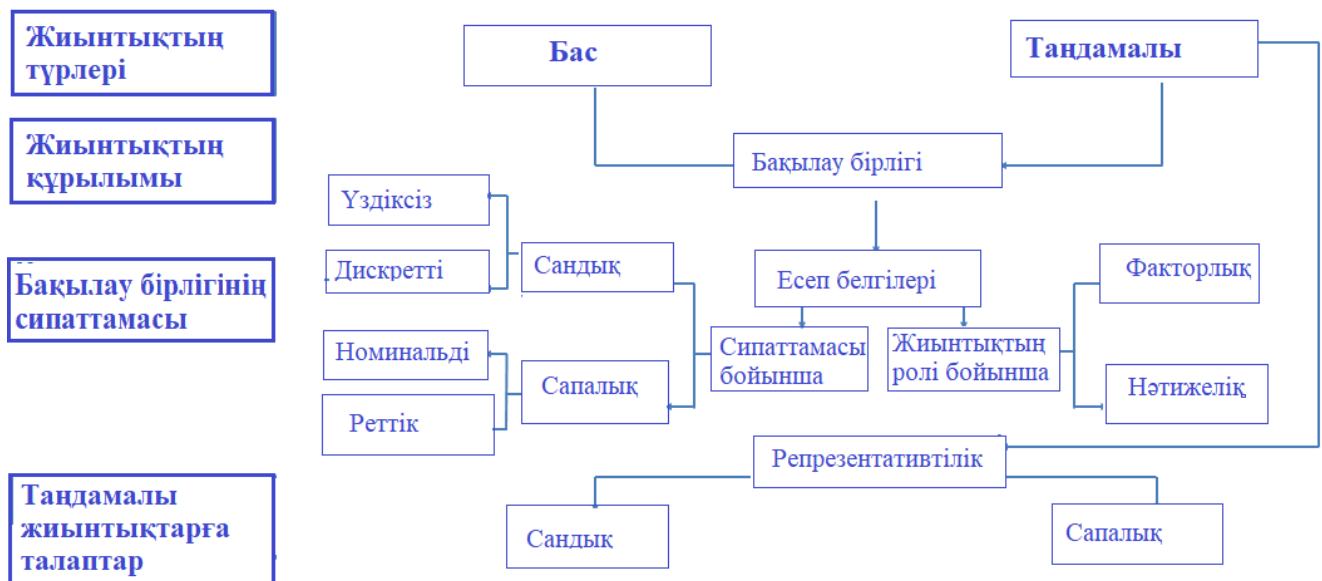 Жиынтықтың
түрлері
Бас
Таңдамалы
Жиынтықтың
құрылымы
Бақылау бірлігі
Үздіксіз
Дискретті
Сандық
Есеп белгілері
Факторлық
Бақылау бірлігінің
сипаттамасы
Номинальді
Сапалық
Реттік
Сипаттамасы
бойынша
Жиынтықтың
ролі бойынша
Нәтижелік
Репрезентативтілік
Таңдамалы
жиынтықтарға
талаптар
Сандық
Сапалық